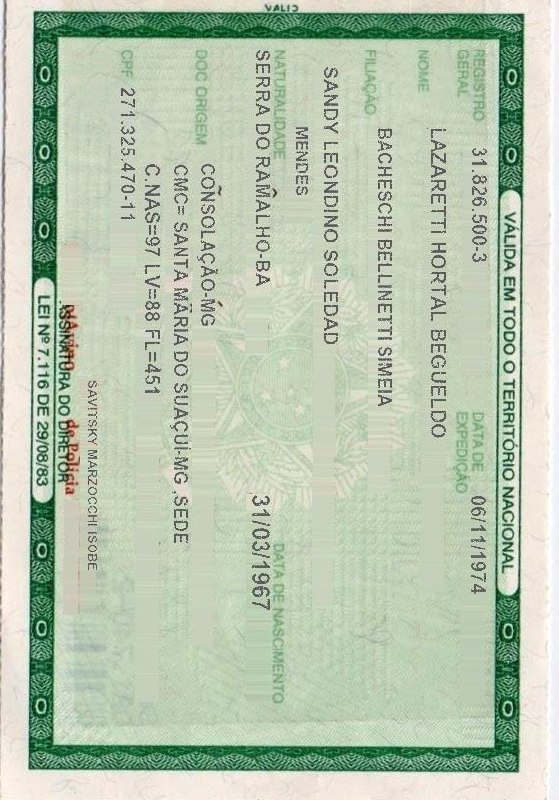 VÁLIDA EM TODO O TERRITÓRIO NACIONAL
REGISTRO GERAL 31.826.500-3 DATA DE EXPEDIÇÃO 06/11/1974
NOME
LAZARETTI HORTAL BEGUELDO
FILIAÇÃO
BACHESCHI BELLINETTI SIMEIA
SANDY LEONDINO SOLEDAD
MENDES
NATURALIDADE DATA DE NASCIMENTO
SERRA DO RAMALHO-BA 31/03/1967
DOC ORIGEM
CONSOLAÇÃO-MG
CMC= SANTA MARIA DO SUAÇUÍ-MG ,SEDE
C.NAS=97 LV=88 FL=451
CPF 271.325.470-11
SAVITSKY MARZOCCHI ISOBE
de Polícia
ASSINATURA DO DIRETOR
LEI Nº 7.116 DE 29/08/83